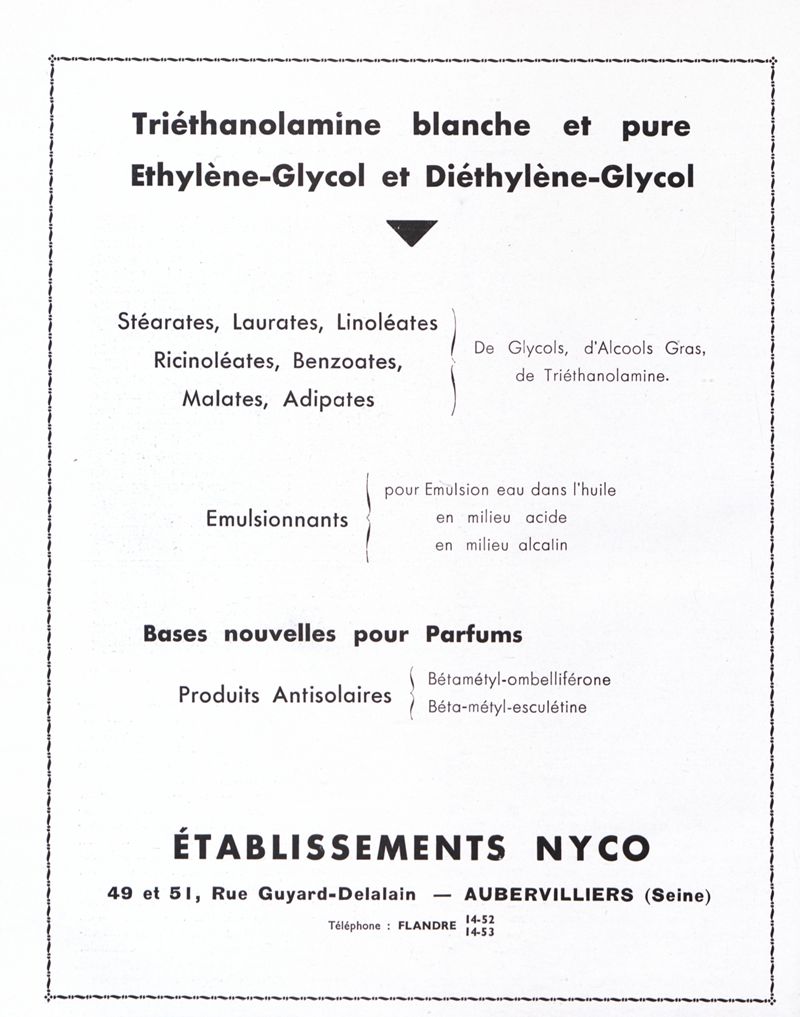 Triéthanolamine blanche et pure
Ethylène-Glycol et Diéthylène-Glycol
Stéarates, Laurates, Linoléates
Ricinoléates, Benzoates,
Malates, Adipates
De Glycols, d'Alcools Gras,
de Triéthanolamine.
Emulsionnants
pour Emulsion eau dans l'huile
en milieu acide
en milieu alcalin
Bases nouvelles pour Parfums
Produits Antisolaires
Bétamétyl-ombelliférone
Béta-métyl-esculétine
ÉTABLISSEMENTS NYCO
49 et 51, Rue Guyard-Delalain — AUBERVILLIERS (Seine)
Téléphone : FLANDRE 14-52
14-53